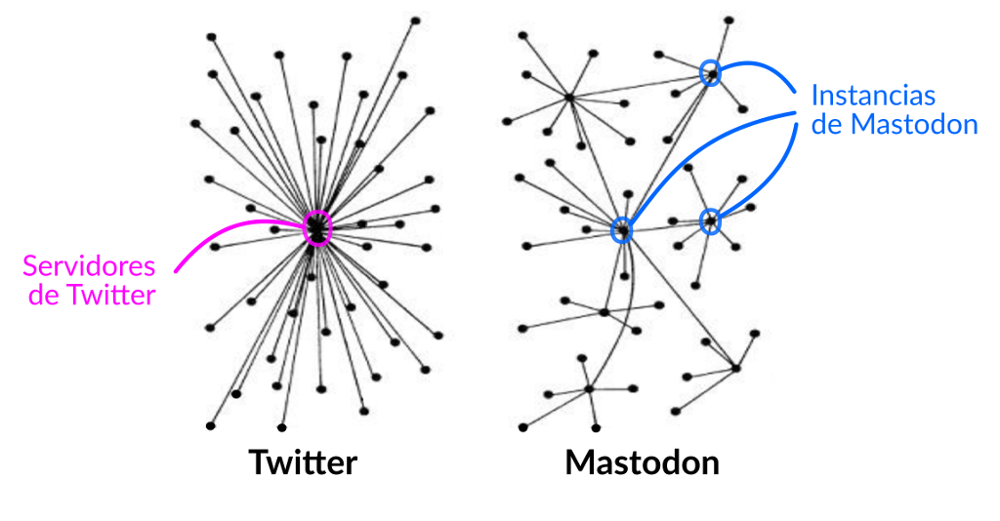 Instancias
de Mastodon
Servidores
de Twitter
Twitter
Mastodon